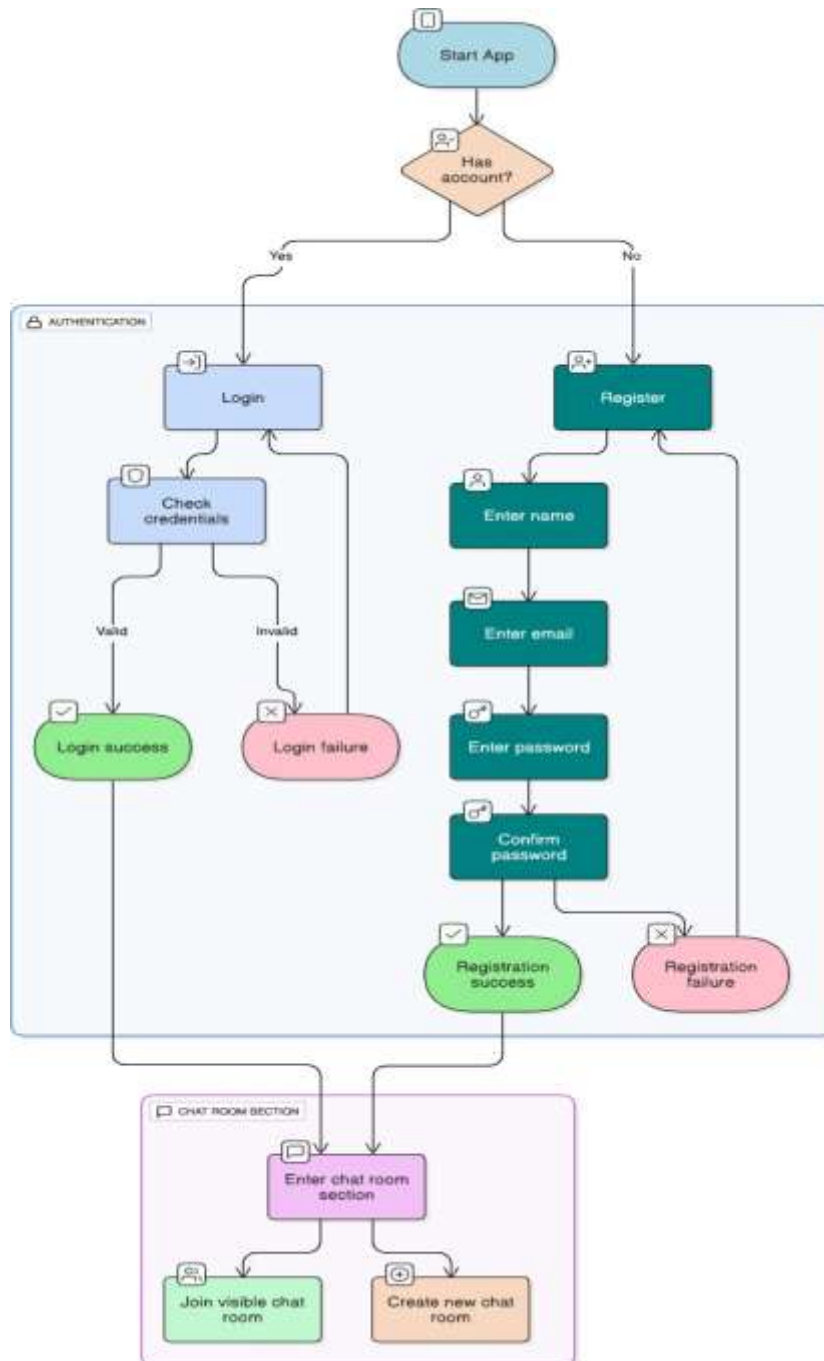 Start App
Has
account?
Yes
No
AUTHENTICATION
Login
Register
Check
credentials
Enter name
Valid
Invalid
Enter email
Login success
Login failure
Enter password
Confirm
password
Registration
success
Registration
failure
CHAT ROOM SECTION
Enter chat room
section
Join visible chat
room
Create new chat
room